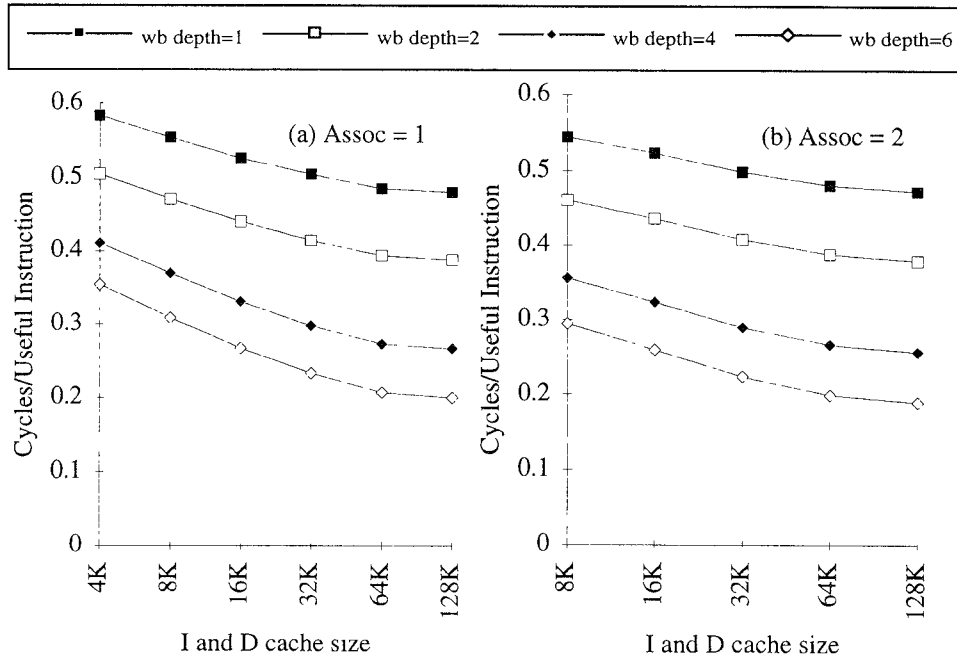 wb depth=1 wb depth=2 wb depth=4 wb depth=6
(a) Assoc = 1
Cycles/Useful Instruction
0.6
0.5
0.4
0.3
0.2
0.1
0
4K 8K 16K 32K 64K 128K
I and D cache size
(b) Assoc = 2
Cycles/Useful Instruction
0.6
0.5
0.4
0.3
0.2
0.1
0
8K 16K 32K 64K 128K
I and D cache size